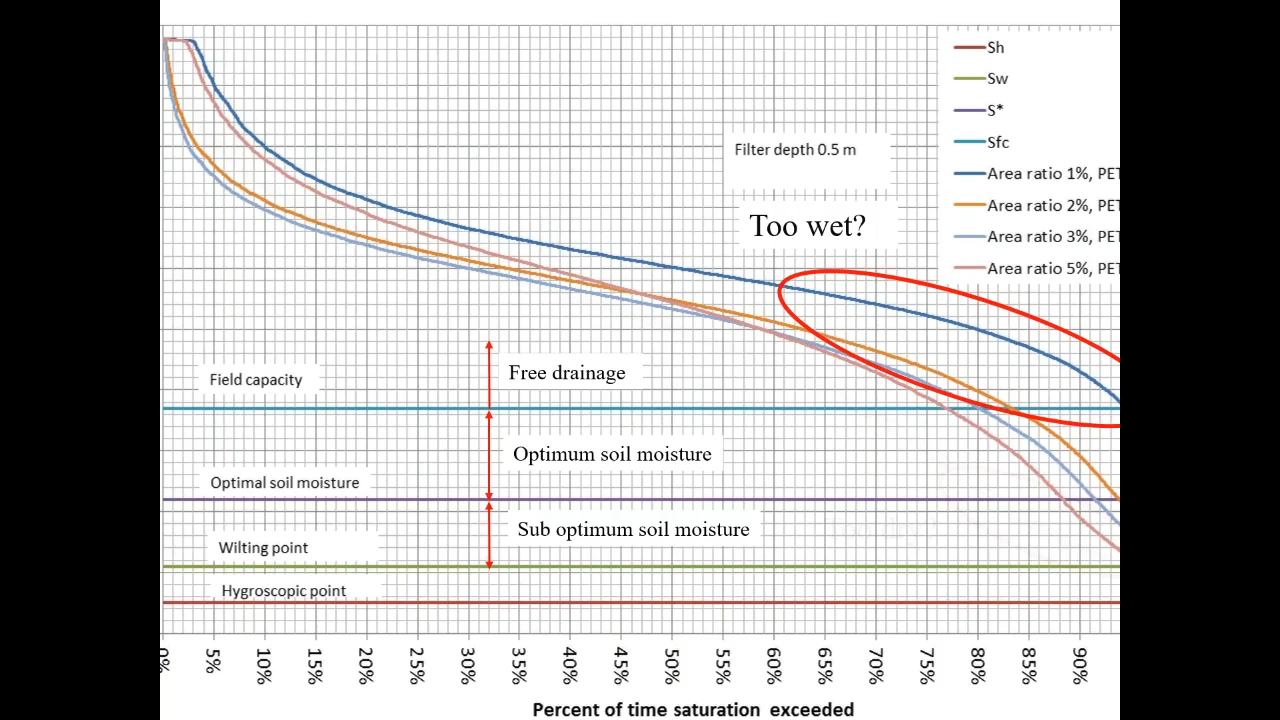 Sh
Sw
S*
Sfc
Filter depth 0.5 m
Area ratio 1%, PET
Area ratio 2%, PET
Too wet?
Area ratio 3%, PET
Area ratio 5%, PET
Free drainage
Field capacity
Optimum soil moisture
Optimal soil moisture
Sub optimum soil moisture
Wilting point
Hygroscopic point
0% 5% 10% 15% 20% 25% 30% 35% 40% 45% 50% 55% 60% 65% 70% 75% 80% 85% 90%
Percent of time saturation exceeded